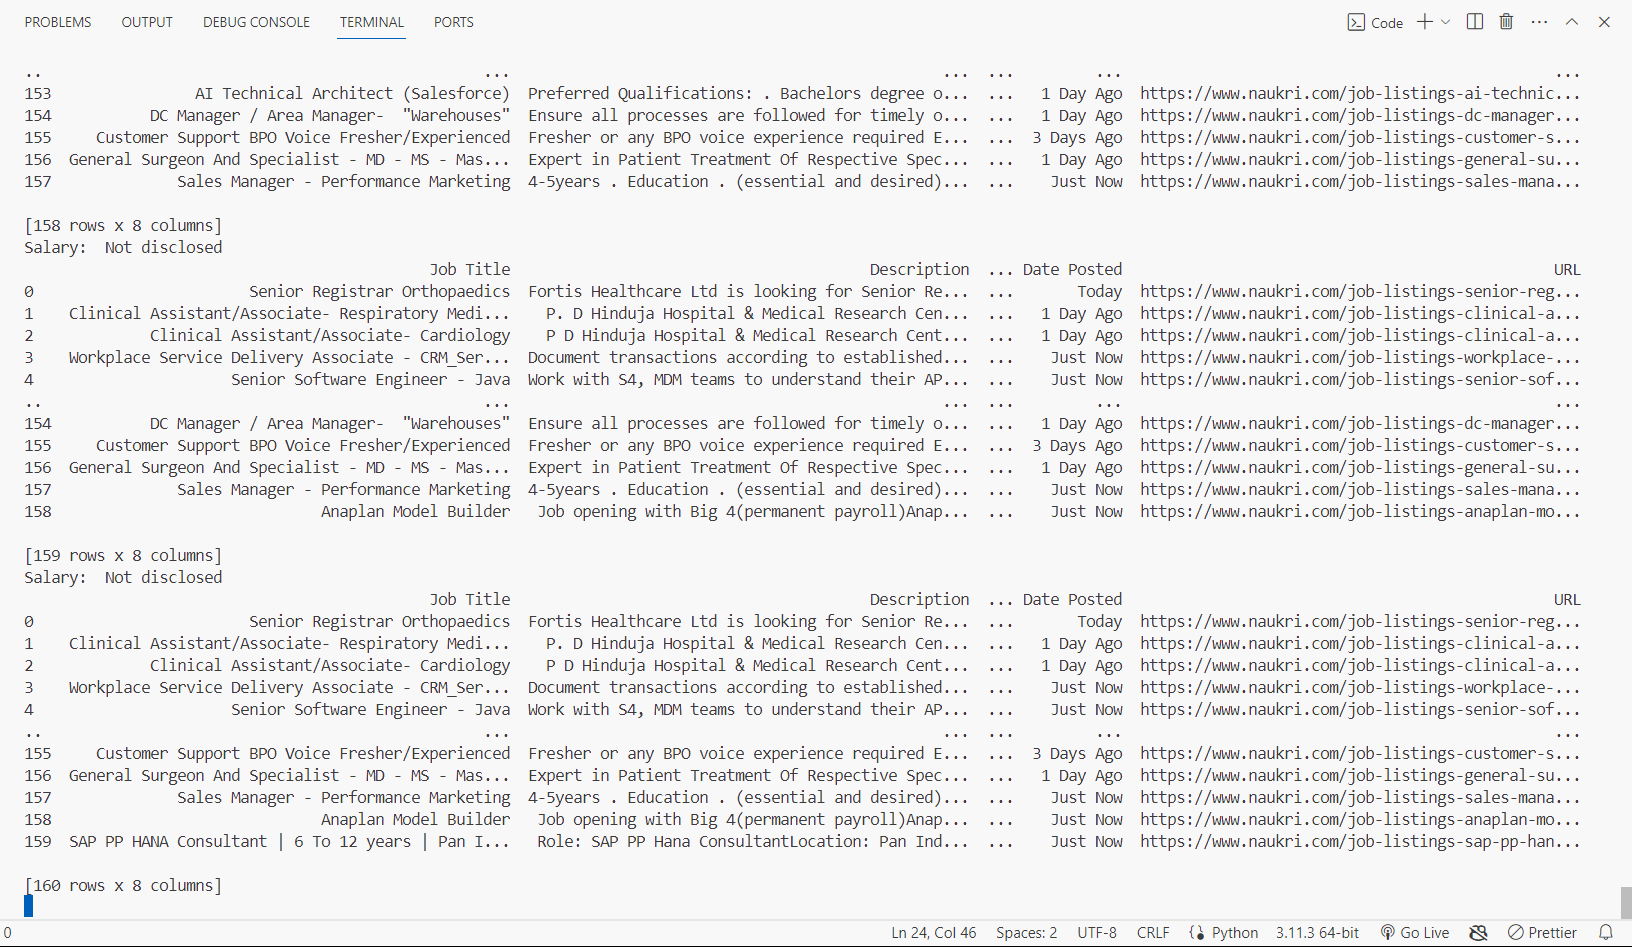 PROBLEMS OUTPUT DEBUG CONSOLE TERMINAL PORTS Code
.. ... ... ... ... ...
153 AI Technical Architect (Salesforce) Preferred Qualifications: . Bachelors degree o... ... 1 Day Ago https://www.naukri.com/job-listings-ai-technic...
154 DC Manager / Area Manager- "Warehouses" Ensure all processes are followed for timely o... ... 1 Day Ago https://www.naukri.com/job-listings-dc-manager...
155 Customer Support BPO Voice Fresher/Experienced Fresher or any BPO voice experience required E... ... 3 Days Ago https://www.naukri.com/job-listings-customer-s...
156 General Surgeon And Specialist - MD - MS - Mas... Expert in Patient Treatment Of Respective Spec... ... 1 Day Ago https://www.naukri.com/job-listings-general-su...
157 Sales Manager - Performance Marketing 4-5years . Education . (essential and desired)... ... Just Now https://www.naukri.com/job-listings-sales-mana...
[158 rows x 8 columns]
Salary: Not disclosed
Job Title Description ... Date Posted URL
0 Senior Registrar Orthopaedics Fortis Healthcare Ltd is looking for Senior Re... ... Today https://www.naukri.com/job-listings-senior-reg...
1 Clinical Assistant/Associate- Respiratory Medi... P. D Hinduja Hospital & Medical Research Cen... ... 1 Day Ago https://www.naukri.com/job-listings-clinical-a...
2 Clinical Assistant/Associate- Cardiology P D Hinduja Hospital & Medical Research Cent... ... 1 Day Ago https://www.naukri.com/job-listings-clinical-a...
3 Workplace Service Delivery Associate - CRM_Ser... Document transactions according to established... ... Just Now https://www.naukri.com/job-listings-workplace-...
4 Senior Software Engineer - Java Work with S4, MDM teams to understand their AP... ... Just Now https://www.naukri.com/job-listings-senior-sof...
.. ... ... ... ... ...
154 DC Manager / Area Manager- "Warehouses" Ensure all processes are followed for timely o... ... 1 Day Ago https://www.naukri.com/job-listings-dc-manager...
155 Customer Support BPO Voice Fresher/Experienced Fresher or any BPO voice experience required E... ... 3 Days Ago https://www.naukri.com/job-listings-customer-s...
156 General Surgeon And Specialist - MD - MS - Mas... Expert in Patient Treatment Of Respective Spec... ... 1 Day Ago https://www.naukri.com/job-listings-general-su...
157 Sales Manager - Performance Marketing 4-5years . Education . (essential and desired)... ... Just Now https://www.naukri.com/job-listings-sales-mana...
158 Anaplan Model Builder Job opening with Big 4(permanent payroll)Anap... ... Just Now https://www.naukri.com/job-listings-anaplan-mo...
[159 rows x 8 columns]
Salary: Not disclosed
Job Title Description ... Date Posted URL
0 Senior Registrar Orthopaedics Fortis Healthcare Ltd is looking for Senior Re... ... Today https://www.naukri.com/job-listings-senior-reg...
1 Clinical Assistant/Associate- Respiratory Medi... P. D Hinduja Hospital & Medical Research Cen... ... 1 Day Ago https://www.naukri.com/job-listings-clinical-a...
2 Clinical Assistant/Associate- Cardiology P D Hinduja Hospital & Medical Research Cent... ... 1 Day Ago https://www.naukri.com/job-listings-clinical-a...
3 Workplace Service Delivery Associate - CRM_Ser... Document transactions according to established... ... Just Now https://www.naukri.com/job-listings-workplace-...
4 Senior Software Engineer - Java Work with S4, MDM teams to understand their AP... ... Just Now https://www.naukri.com/job-listings-senior-sof...
.. ... ... ... ... ...
155 Customer Support BPO Voice Fresher/Experienced Fresher or any BPO voice experience required E... ... 3 Days Ago https://www.naukri.com/job-listings-customer-s...
156 General Surgeon And Specialist - MD - MS - Mas... Expert in Patient Treatment Of Respective Spec... ... 1 Day Ago https://www.naukri.com/job-listings-general-su...
157 Sales Manager - Performance Marketing 4-5years . Education . (essential and desired)... ... Just Now https://www.naukri.com/job-listings-sales-mana...
158 Anaplan Model Builder Job opening with Big 4(permanent payroll)Anap... ... Just Now https://www.naukri.com/job-listings-anaplan-mo...
159 SAP PP HANA Consultant | 6 To 12 years | Pan I... Role: SAP PP Hana ConsultantLocation: Pan Ind... ... Just Now https://www.naukri.com/job-listings-sap-pp-han...
[160 rows x 8 columns]
0 Ln 24, Col 46 Spaces: 2 UTF-8 CRLF Python 3.11.3 64-bit Go Live Prettier